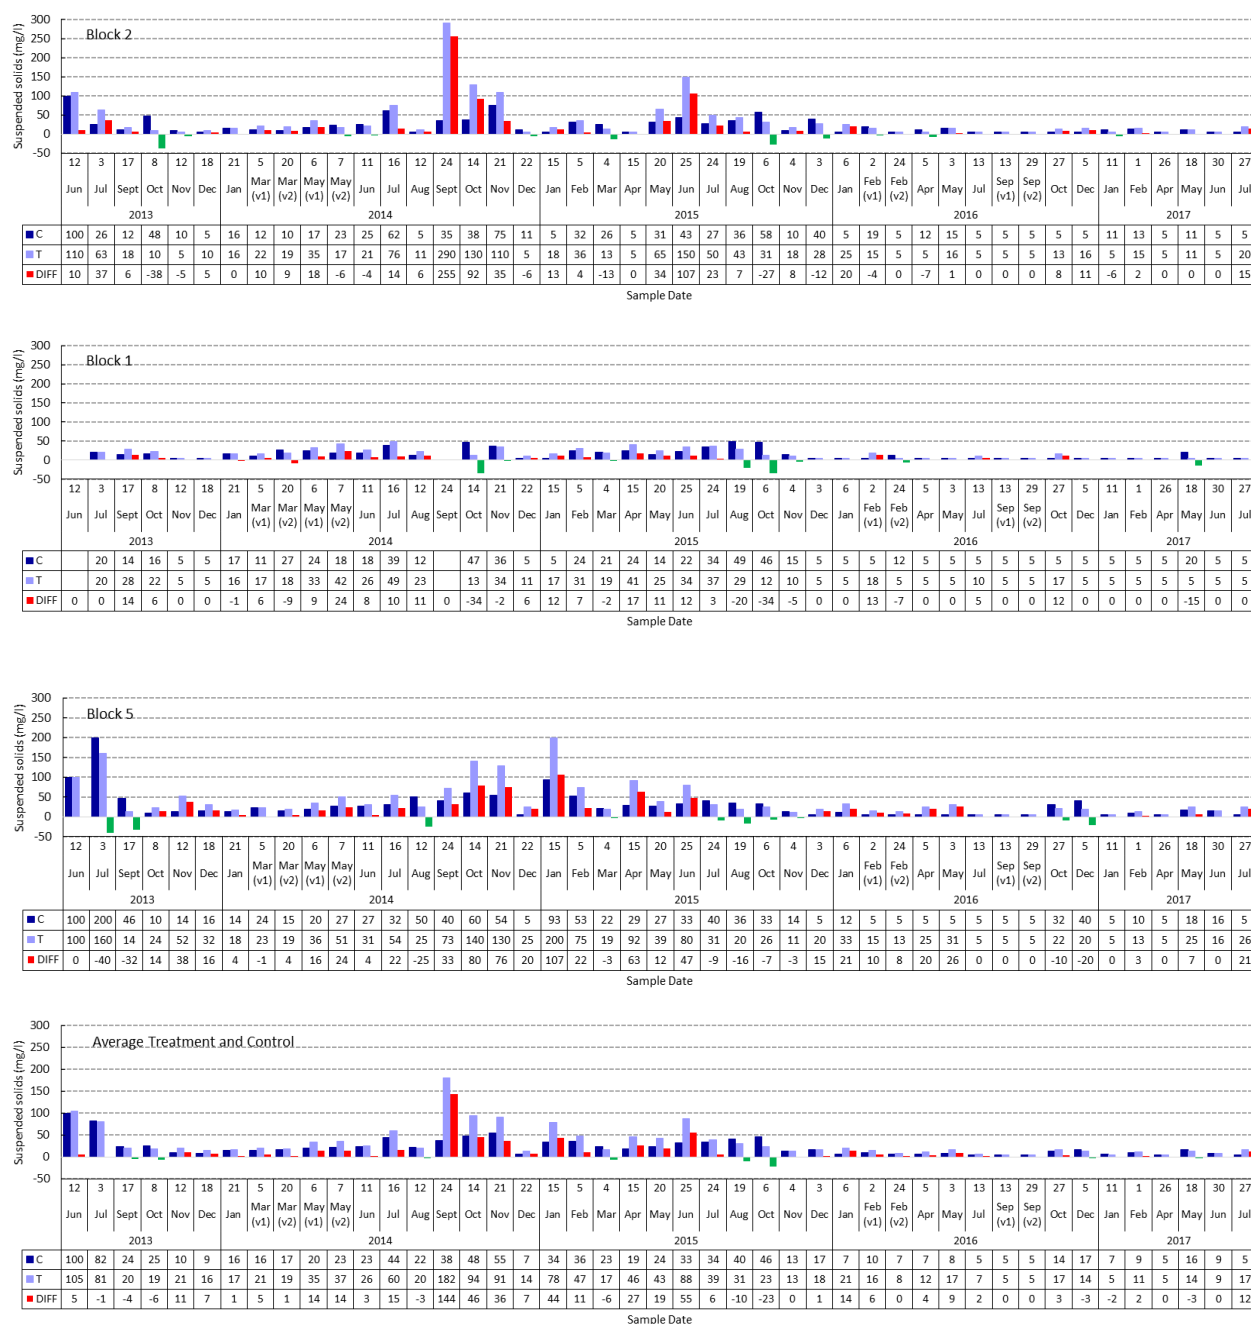 300
250
200
150
100
50
0
-50
Suspended solids (mg/l)
Block 2
12 3 17 8 12 18 21 5 20 6 7 11 16 12 24 14 21 22 15 5 24 15 20 25 24 19 6 4 3 6 2 24 5 3 13 13 29 27 5 11 1 26 18 30 27
Jun Jul Sept Oct Nov Dec Jan Mar (v1) Mar (v2) May (v1) May (v2) Jun Jul Aug Sept Oct Nov Dec Jan Feb Mar Apr May Jun Jul Aug Oct Nov Dec Jan Feb (v1) Feb (v2) Apr May Jul Sep (v1) Sep (v2) Oct Dec Jan Feb Apr May Jun Jul
2013 2014 2015 2016 2017
C 100 26 12 48 10 5 16 12 10 17 23 25 62 5 35 38 75 11 5 32 26 5 31 43 27 36 58 10 40 5 19 5 12 15 5 5 5 5 5 11 13 5 11 5 5
T 110 63 18 10 5 10 16 22 19 35 17 21 76 11 290 130 110 5 18 36 13 5 65 150 50 43 31 18 28 25 15 5 5 16 5 5 5 13 16 5 15 5 11 5 20
DIFF 10 37 6 -38 -5 5 0 10 9 18 -6 -4 14 6 255 92 35 -6 13 4 -13 0 34 107 23 7 -27 8 -12 20 -4 0 -7 1 0 0 0 8 11 -6 2 0 0 0 15
Sample Date
300
250
200
150
100
50
0
-50
Suspended solids (mg/l)
Block 1
12 3 17 8 12 18 21 5 20 6 7 11 16 12 24 14 21 22 15 5 24 15 20 25 24 19 6 4 3 6 2 24 5 3 13 13 29 27 5 11 1 26 18 30 27
Jun Jul Sept Oct Nov Dec Jan Mar (v1) Mar (v2) May (v1) May (v2) Jun Jul Aug Sept Oct Nov Dec Jan Feb Mar Apr May Jun Jul Aug Oct Nov Dec Jan Feb (v1) Feb (v2) Apr May Jul Sep (v1) Sep (v2) Oct Dec Jan Feb Apr May Jun Jul
2013 2014 2015 2016 2017
C 20 14 16 5 5 17 11 27 24 18 18 39 12 47 36 5 5 24 21 24 14 22 34 49 46 15 5 5 5 12 5 5 5 5 5 5 5 5 5 5 20 5 5
T 20 28 22 5 5 16 17 18 33 42 26 49 23 13 34 11 17 31 19 41 25 34 37 29 12 10 5 5 18 5 5 5 10 5 5 17 5 5 5 5 5 5 5
DIFF 0 0 14 6 0 0 -1 6 -9 9 24 8 10 11 0 -34 -2 6 12 7 -2 17 11 12 3 -20 -34 -5 0 0 13 -7 0 0 5 0 0 12 0 0 0 0 -15 0 0
Sample Date
300
250
200
150
100
50
0
-50
Suspended solids (mg/l)
Block 5
12 3 17 8 12 18 21 5 20 6 7 11 16 12 24 14 21 22 15 5 24 15 20 25 24 19 6 4 3 6 2 24 5 3 13 13 29 27 5 11 1 26 18 30 27
Jun Jul Sept Oct Nov Dec Jan Mar (v1) Mar (v2) May (v1) May (v2) Jun Jul Aug Sept Oct Nov Dec Jan Feb Mar Apr May Jun Jul Aug Oct Nov Dec Jan Feb (v1) Feb (v2) Apr May Jul Sep (v1) Sep (v2) Oct Dec Jan Feb Apr May Jun Jul
2013 2014 2015 2016 2017
C 100 200 46 10 14 16 14 24 15 20 27 27 32 50 40 60 54 5 93 53 22 29 27 33 40 36 33 14 5 12 5 5 5 5 5 5 5 32 40 5 10 5 18 16 5
T 100 160 14 24 52 32 18 23 19 36 51 31 54 25 73 140 130 25 200 75 19 92 39 80 31 20 26 11 20 33 15 13 25 31 5 5 5 22 20 5 13 5 25 16 26
DIFF 0 -40 -32 14 38 16 4 -1 4 16 24 4 22 -25 33 80 76 20 107 22 -3 63 12 47 -9 -16 -7 -3 15 21 10 8 20 26 0 0 0 -10 -20 0 3 0 7 0 21
Sample Date
300
250
200
150
100
50
0
-50
Suspended solids (mg/l)
Average Treatment and Control
12 3 17 8 12 18 21 5 20 6 7 11 16 12 24 14 21 22 15 5 24 15 20 25 24 19 6 4 3 6 2 24 5 3 13 13 29 27 5 11 1 26 18 30 27
Jun Jul Sept Oct Nov Dec Jan Mar (v1) Mar (v2) May (v1) May (v2) Jun Jul Aug Sept Oct Nov Dec Jan Feb Mar Apr May Jun Jul Aug Oct Nov Dec Jan Feb (v1) Feb (v2) Apr May Jul Sep (v1) Sep (v2) Oct Dec Jan Feb Apr May Jun Jul
2013 2014 2015 2016 2017
C 100 82 24 25 10 9 16 16 17 20 23 23 44 22 38 48 55 7 34 36 23 19 24 33 34 40 46 13 17 7 10 7 7 8 5 5 5 14 17 7 9 5 16 9 5
T 105 81 20 19 21 16 17 21 19 35 37 26 60 20 182 94 91 14 78 47 17 46 43 88 39 31 23 13 18 21 16 8 12 17 7 5 5 17 14 5 11 5 14 9 17
DIFF 5 -1 -4 -6 11 7 1 5 1 14 14 3 15 -3 144 46 36 7 44 11 -6 27 19 55 6 -10 -23 0 1 14 6 0 4 9 2 0 0 3 -3 -2 2 0 -3 0 12
Sample Date